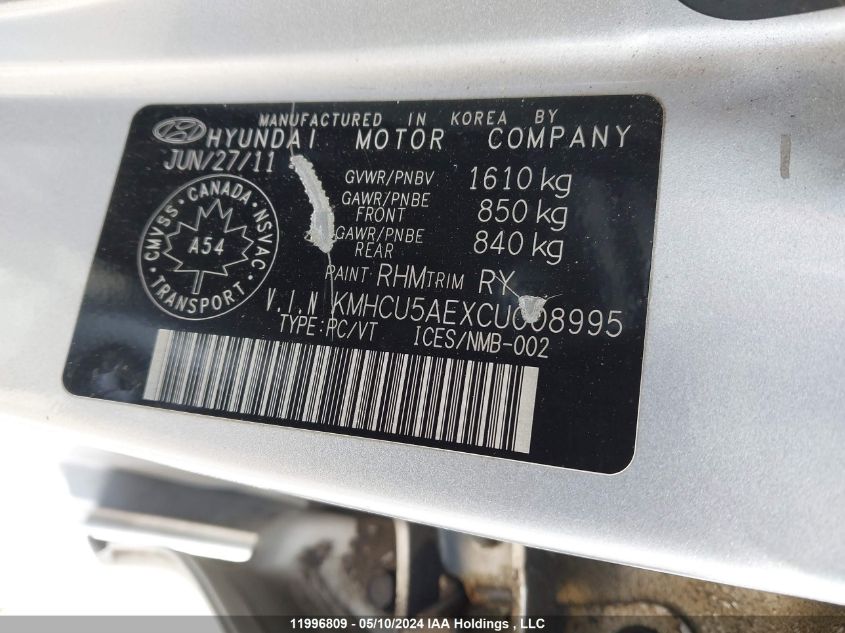 MANUFACTURED IN KOREA BY
HYUNDAI MOTOR COMPANY
JUN/27/11
GVWR/PNBV 1610 kg
GAWR/PNBE FRONT 850 kg
GAWR/PNBE REAR 840 kg
CANADA
CMVSS · NSVAC
A54
TRANSPORT
PAINT: RHM TRIM RY
V.I.N KMHCU5AEXCU008995
TYPE: PC/VT ICES/NMB-002
11996809 - 05/10/2024 IAA Holdings , LLC